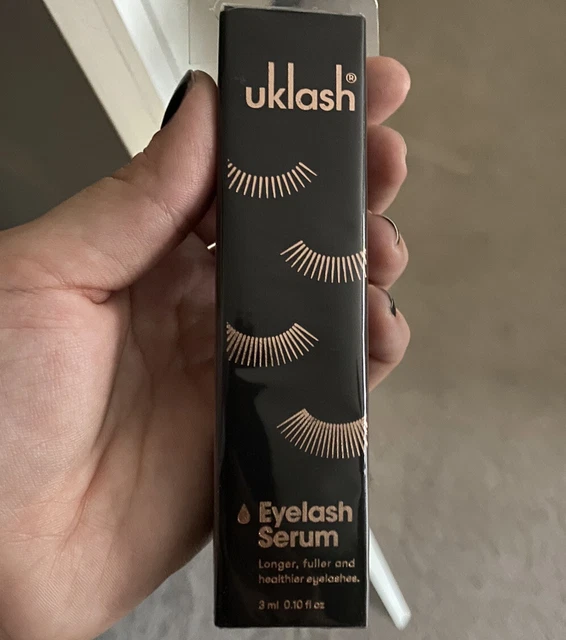 uklash®
Eyelash
Serum
Longer, fuller and
healthier eyelashes.
3 ml 0.10 fl oz